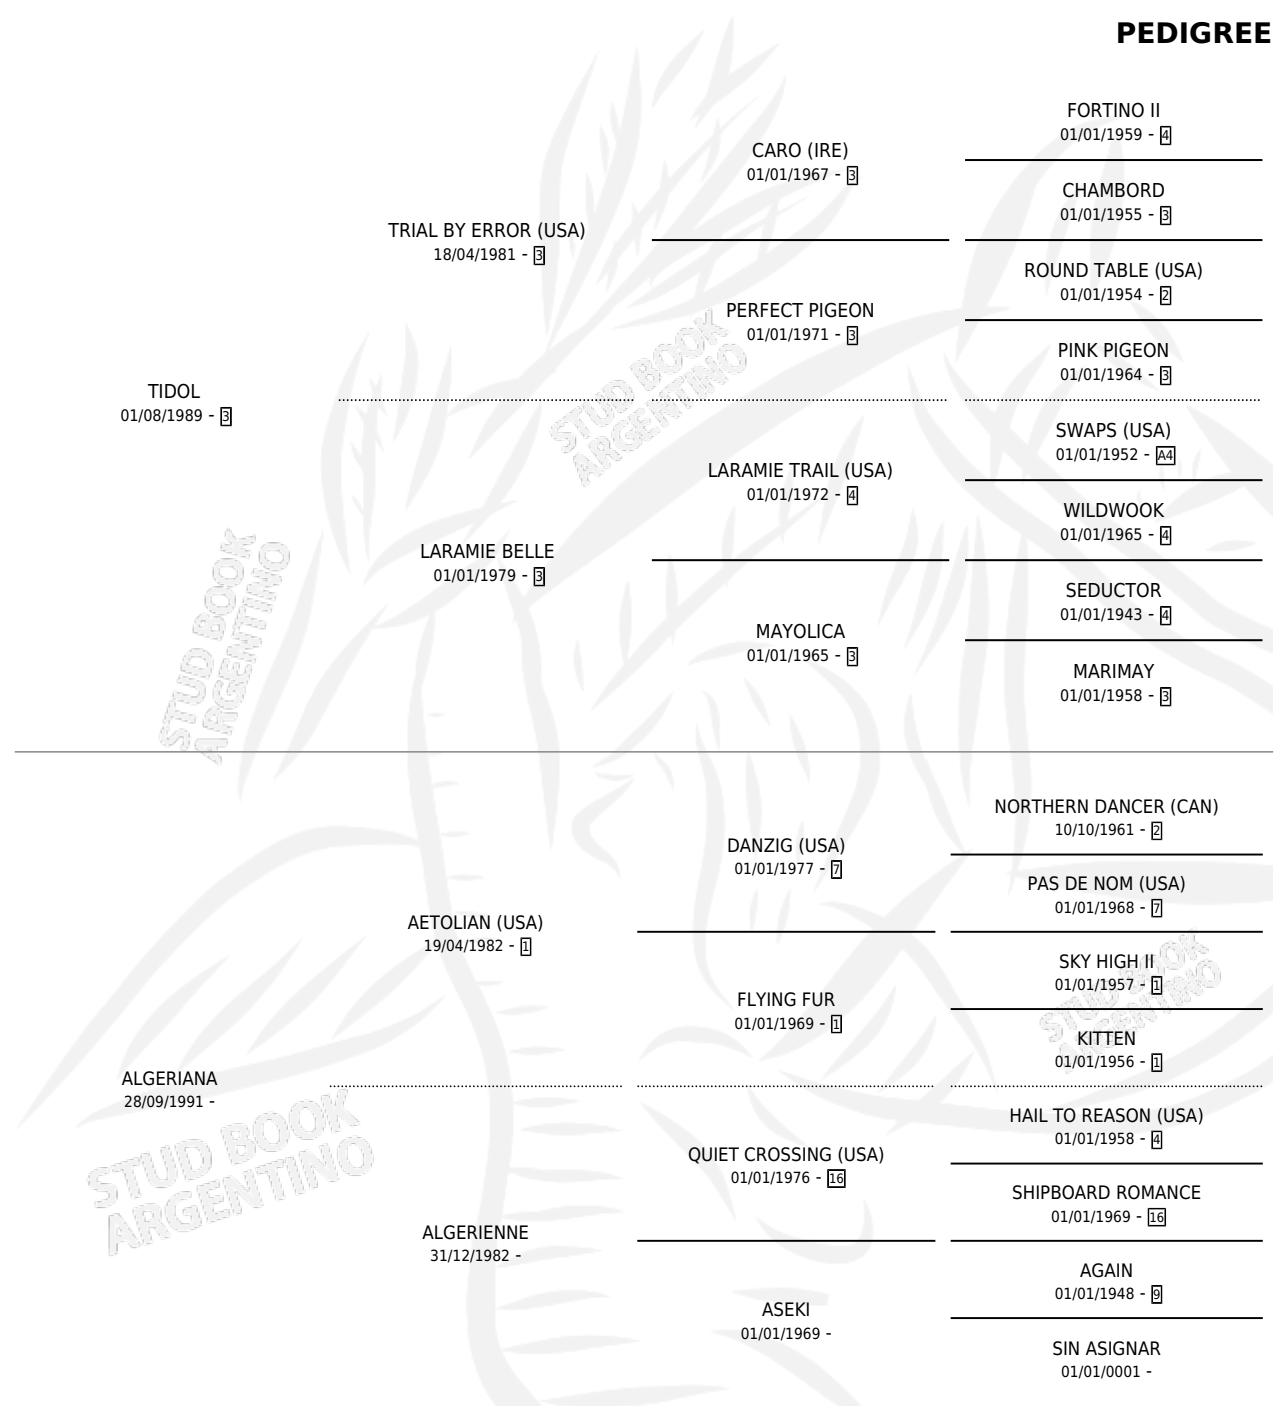 PEDIGREE
FORTINO II
01/01/1959 - 4
CARO (IRE)
01/01/1967 - 3
CHAMBORD
01/01/1955 - 3
TRIAL BY ERROR (USA)
18/04/1981 - 3
ROUND TABLE (USA)
01/01/1954 - 2
PERFECT PIGEON
01/01/1971 - 3
PINK PIGEON
01/01/1964 - 3
TIDOL
01/08/1989 - 3
STUD BOOK
ARGENTINO
SWAPS (USA)
01/01/1952 - A4
LARAMIE TRAIL (USA)
01/01/1972 - 4
WILDWOOK
01/01/1965 - 4
LARAMIE BELLE
01/01/1979 - 3
SEDUCTOR
01/01/1943 - 4
MAYOLICA
01/01/1965 - 3
MARIMAY
01/01/1958 - 3
STUD BOOK
ARGENTINO
NORTHERN DANCER (CAN)
10/10/1961 - 2
DANZIG (USA)
01/01/1977 - 7
PAS DE NOM (USA)
01/01/1968 - 7
AETOLIAN (USA)
19/04/1982 - 1
SKY HIGH II
01/01/1957 - 1
FLYING FUR
01/01/1969 - 1
KITTEN
01/01/1956 - 1
STUD BOOK
ARGENTINO
ALGERIANA
28/09/1991 -
HAIL TO REASON (USA)
01/01/1958 - 4
QUIET CROSSING (USA)
01/01/1976 - 16
SHIPBOARD ROMANCE
01/01/1969 - 16
STUD BOOK
ARGENTINO
ALGERIENNE
31/12/1982 -
AGAIN
01/01/1948 - 9
ASEKI
01/01/1969 -
SIN ASIGNAR
01/01/0001 -